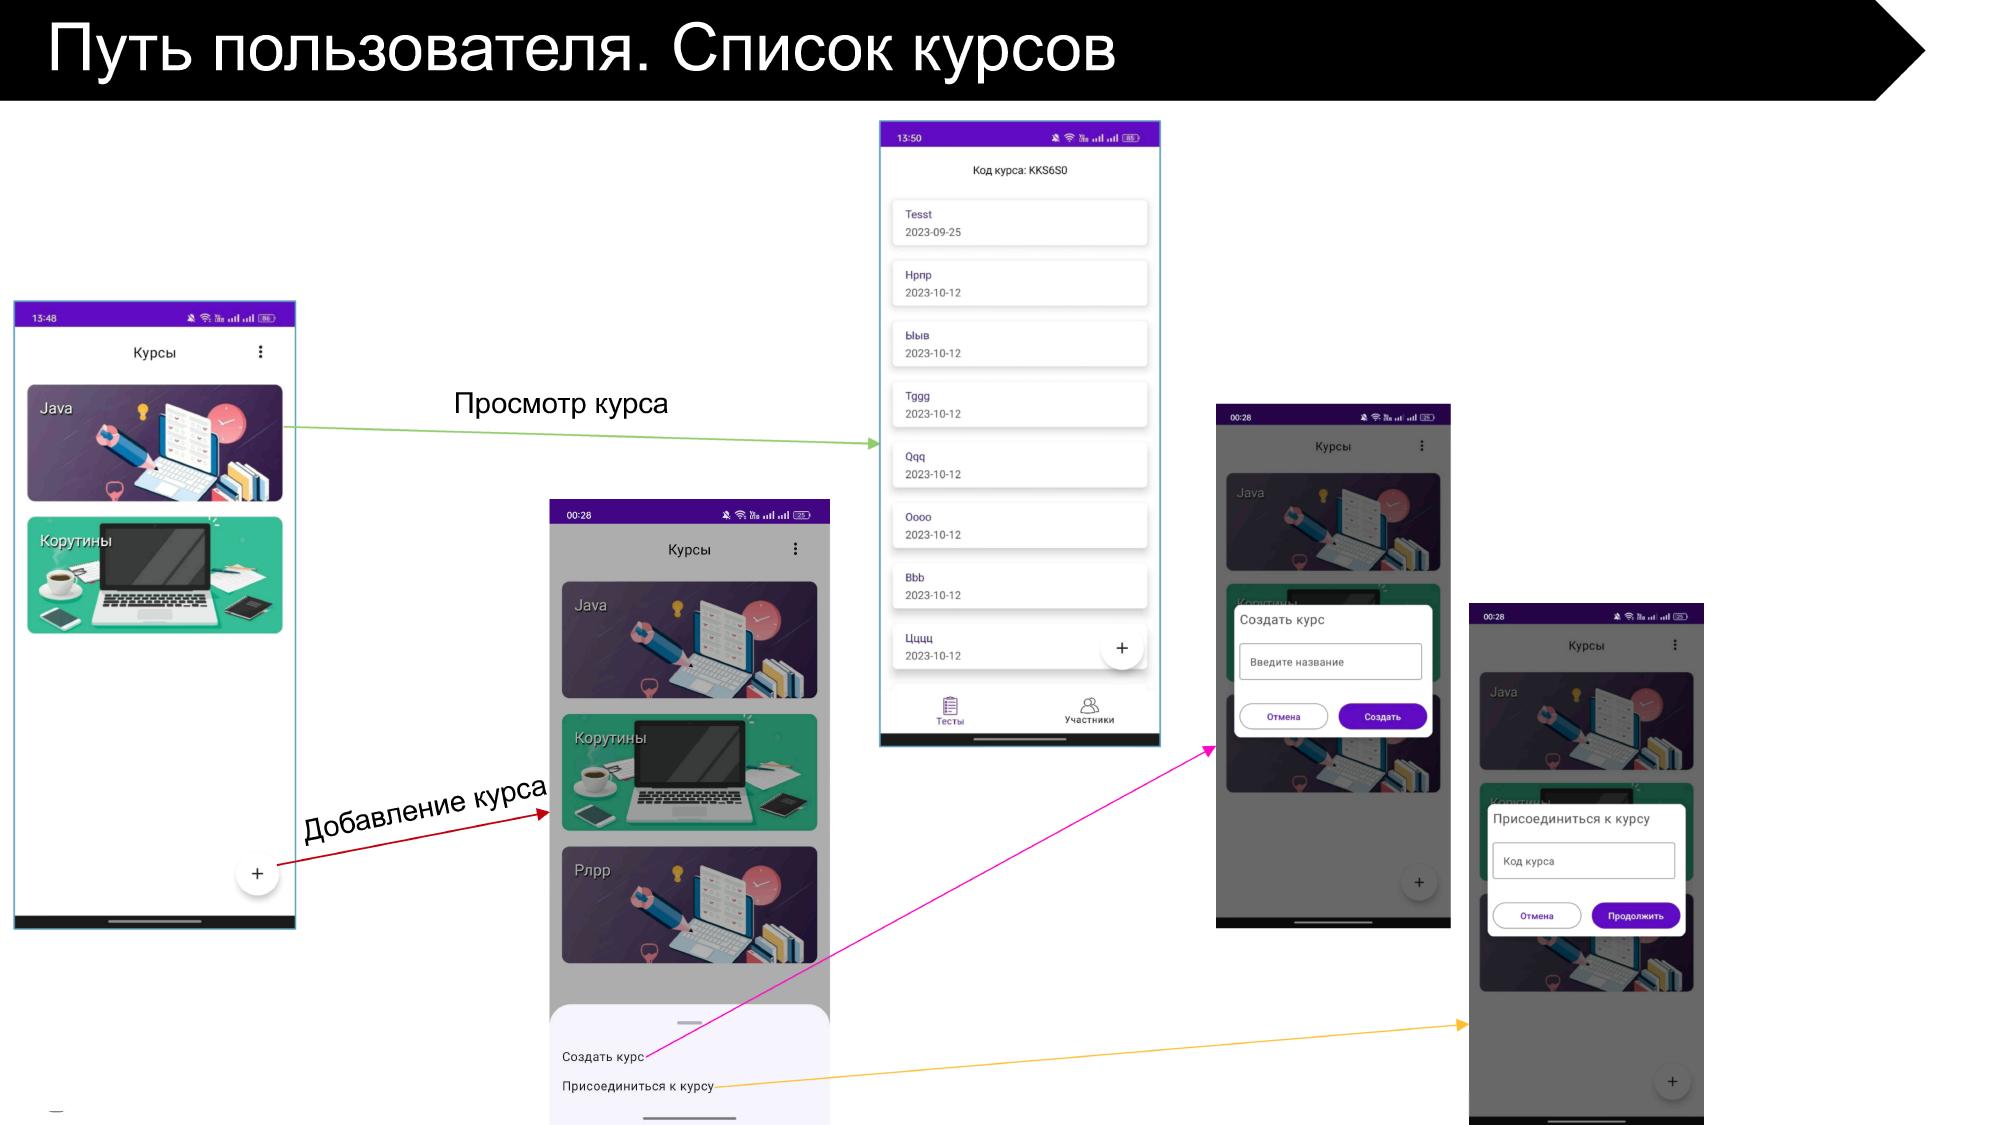 Путь пользователя. Список курсов
13:48
Курсы
Java
Корутины
Просмотр курса
Добавление курса
00:28
Курсы
Java
Корутины
Рлрр
Создать курс
Присоединиться к курсу
13:50
85
Код курса: KKS6S0
Tesst
2023-09-25
Нрпр
2023-10-12
Ыыв
2023-10-12
Tggg
2023-10-12
Qqq
2023-10-12
Oooo
2023-10-12
Bbb
2023-10-12
Цццц
2023-10-12
+
Тесты
Участники
00:28
Курсы
Java
Корутины
Создать курс
Введите название
Отмена
Создать
00:28
Курсы
Java
Корутины
Присоединиться к курсу
Код курса
Отмена
Продолжить